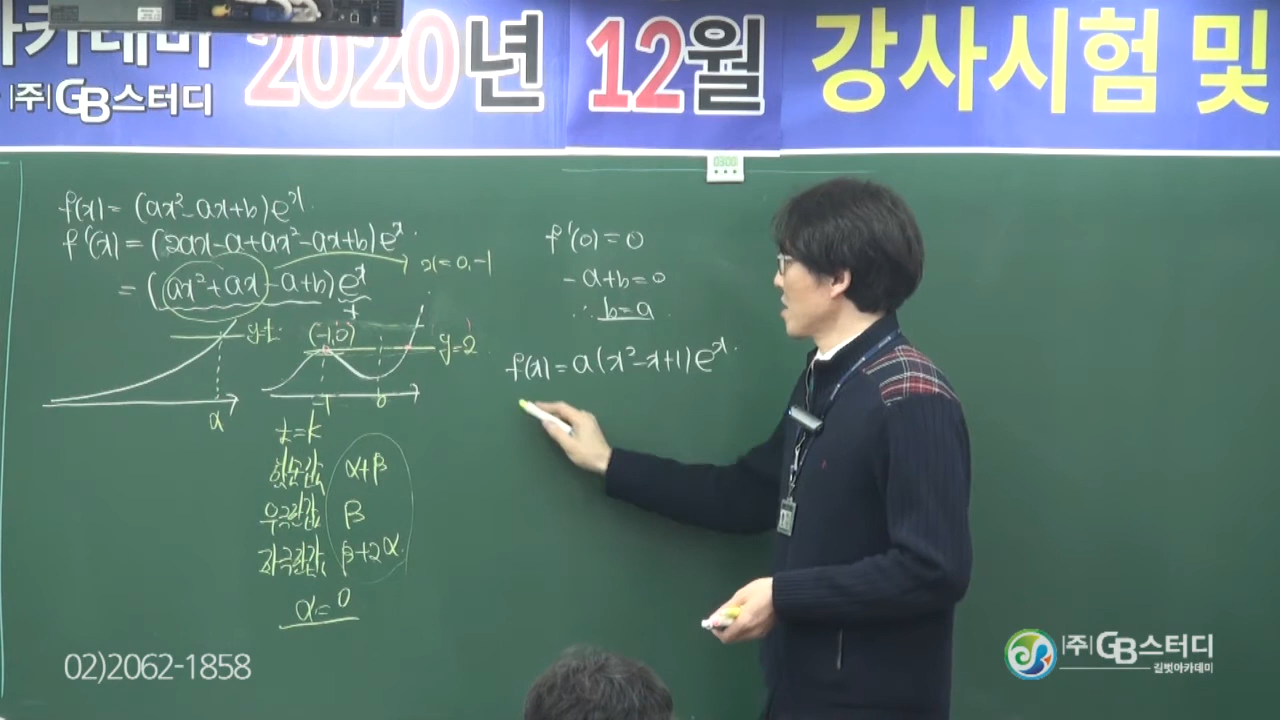 아카데미 2020년 12월 강사시험 및
(주) GB스터디
f(x) = (ax²-ax+b)eˣ.
f'(x) = (2ax-a+ax²-ax+b)eˣ.
= (ax²+ax-a+b)eˣ
+
x=0,-1
y=t.
(-1,0)
y=2
α
-1
0
t=k
함숫값 α+β
우극한값 β
좌극한값 β+2α.
α=0
f'(0)=0
-a+b=0
∴ b=a.
f(x)=a(x²-x+1)eˣ.
02)2062-1858
(주) GB스터디
길벗아카데미